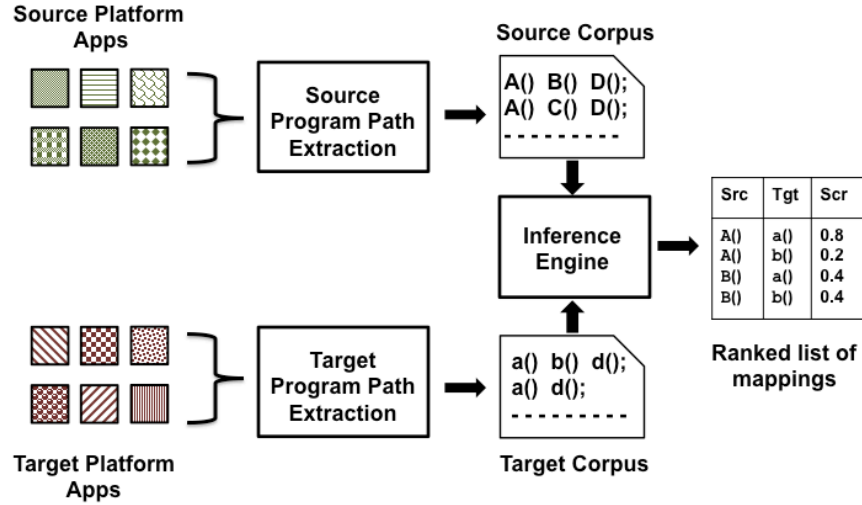 Source Platform
Apps
Source
Program Path
Extraction
Source Corpus
A() B() D();
A() C() D();
- - - - - - - - -
Inference
Engine
Src Tgt Scr
A() a() 0.8
A() b() 0.2
B() a() 0.4
B() b() 0.4
Ranked list of
mappings
Target
Program Path
Extraction
a() b() d();
a() d();
- - - - - - - - - -
Target Corpus
Target Platform
Apps